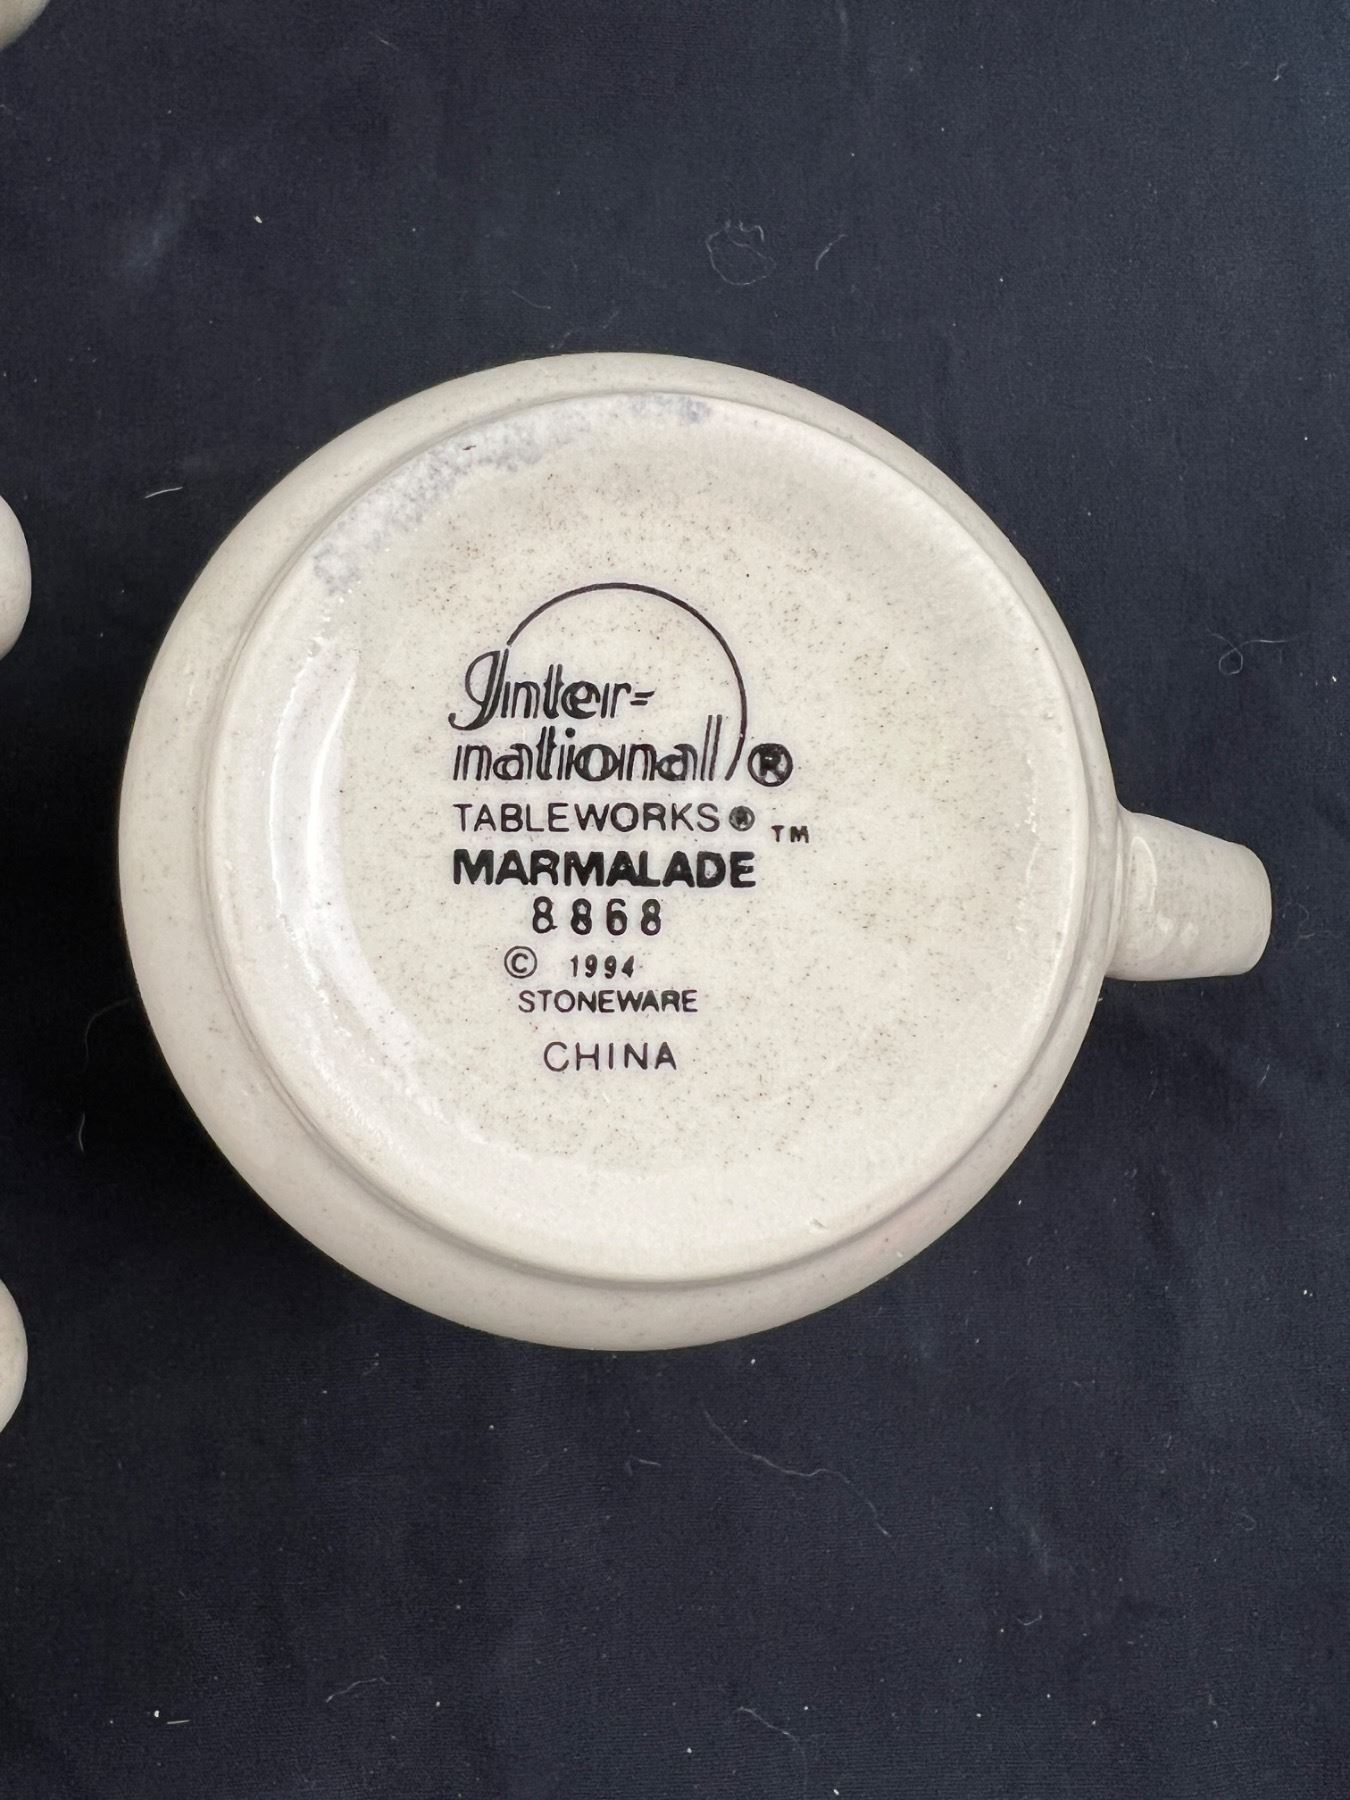 Inter-
national®
TABLEWORKS® ™
MARMALADE
8868
© 1994
STONEWARE
CHINA